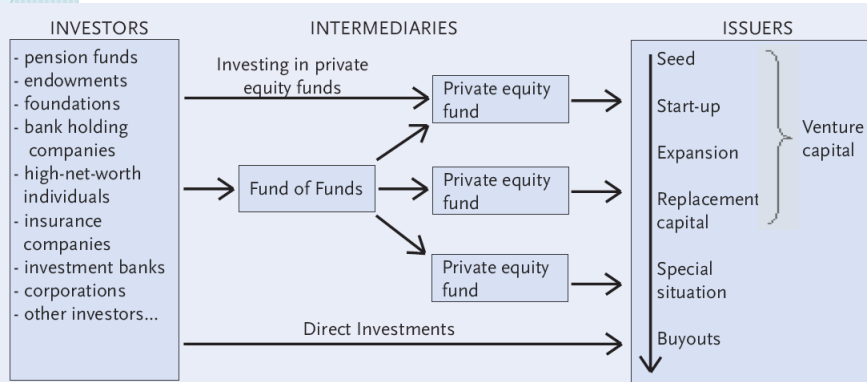 INVESTORS
- pension funds
- endowments
- foundations
- bank holding
companies
- high-net-worth
individuals
- insurance
companies
- investment banks
- corporations
- other investors...
INTERMEDIARIES
Investing in private
equity funds
Private equity
fund
Fund of Funds
Private equity
fund
Private equity
fund
Direct Investments
ISSUERS
Seed
Start-up
Expansion
Replacement
capital
Special
situation
Buyouts
Venture
capital